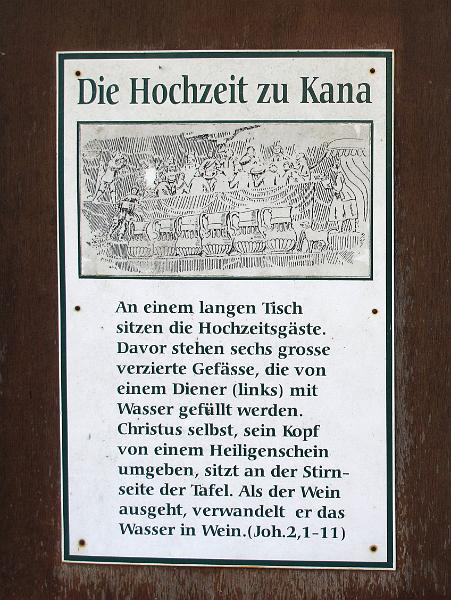 Die Hochzeit zu Kana
An einem langen Tisch
sitzen die Hochzeitsgäste.
Davor stehen sechs grosse
verzierte Gefässe, die von
einem Diener (links) mit
Wasser gefüllt werden.
Christus selbst, sein Kopf
von einem Heiligenschein
umgeben, sitzt an der Stirn-
seite der Tafel. Als der Wein
ausgeht, verwandelt er das
Wasser in Wein.(Joh.2,1-11)